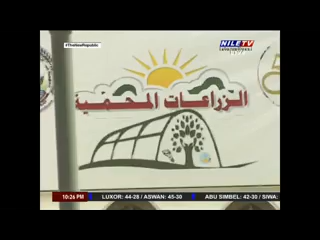 #TheNewRepublic
NILE TV
INTERNATIONAL
الزراعات المحمية
10:26 PM
LUXOR: 44-28 / ASWAN: 45-30
ABU SIMBEL: 42-30 / SIWA: